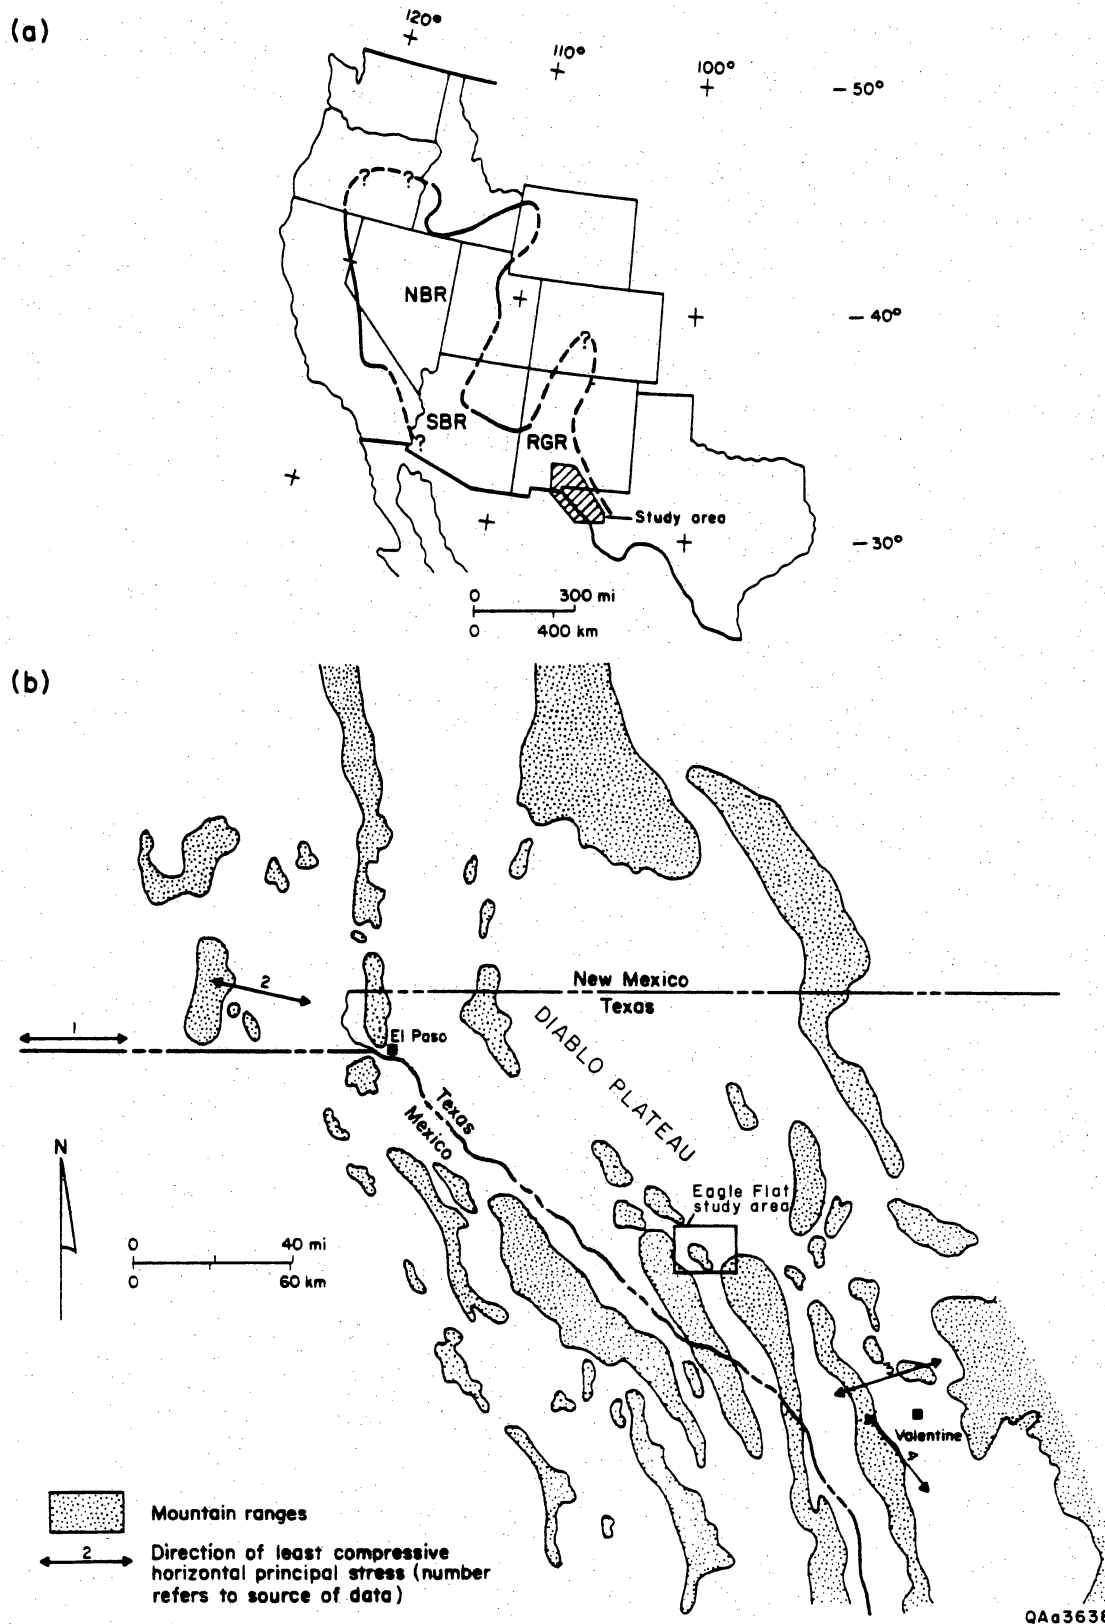 (a)
120°
110°
100°
50°
? ?
NBR
40°
?
SBR
?
RGR
Study area
30°
0 300 mi
0 400 km
(b)
2
New Mexico
Texas
1
El Paso
DIABLO PLATEAU
Texas
Mexico
N
Eagle Flat
study area
0 40 mi
0 60 km
3
Valentine
4
Mountain ranges
2
Direction of least compressive
horizontal principal stress (number
refers to source of data)
QAa3638